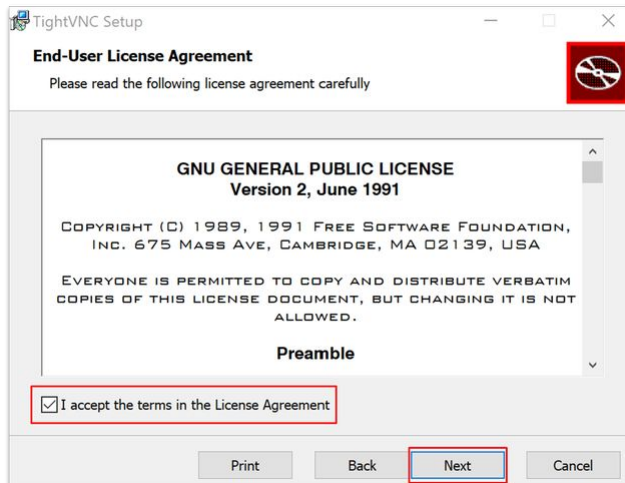 TightVNC Setup
End-User License Agreement
Please read the following license agreement carefully
GNU GENERAL PUBLIC LICENSE
Version 2, June 1991
COPYRIGHT (C) 1989, 1991 FREE SOFTWARE FOUNDATION,
INC. 675 MASS AVE, CAMBRIDGE, MA 02139, USA
EVERYONE IS PERMITTED TO COPY AND DISTRIBUTE VERBATIM
COPIES OF THIS LICENSE DOCUMENT, BUT CHANGING IT IS NOT
ALLOWED.
Preamble
I accept the terms in the License Agreement
Print Back Next Cancel